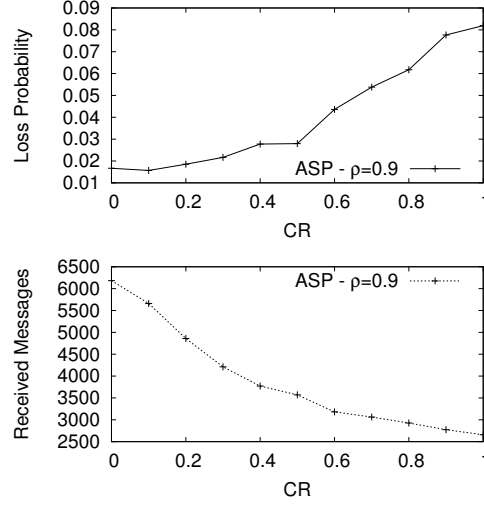 0.09
0.08
0.07
0.06
0.05
0.04
0.03
0.02
0.01
Loss Probability
ASP - ρ=0.9
0 0.2 0.4 0.6 0.8 1
CR
6500
6000
5500
5000
4500
4000
3500
3000
2500
Received Messages
ASP - ρ=0.9
0 0.2 0.4 0.6 0.8 1
CR